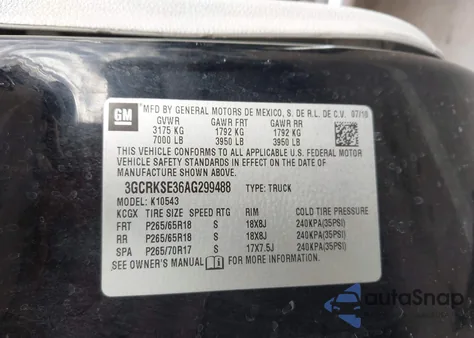 GM
MFD BY GENERAL MOTORS DE MEXICO, S. DE R.L. DE C.V. 07/10
GVWR GAWR FRT GAWR RR
3175 KG 1792 KG 1792 KG
7000 LB 3950 LB 3950 LB
THIS VEHICLE CONFORMS TO ALL APPLICABLE U.S. FEDERAL MOTOR
VEHICLE SAFETY STANDARDS IN EFFECT ON THE DATE OF
MANUFACTURE SHOWN ABOVE.
3GCRKSE36AG299488 TYPE: TRUCK
MODEL: K10543
KCGX TIRE SIZE SPEED RTG RIM COLD TIRE PRESSURE
FRT P265/65R18 S 18X8J 240KPA(35PSI)
RR P265/65R18 S 18X8J 240KPA(35PSI)
SPA P265/70R17 S 17X7.5J 240KPA(35PSI)
SEE OWNER'S MANUAL FOR MORE INFORMATION.
autoSnap